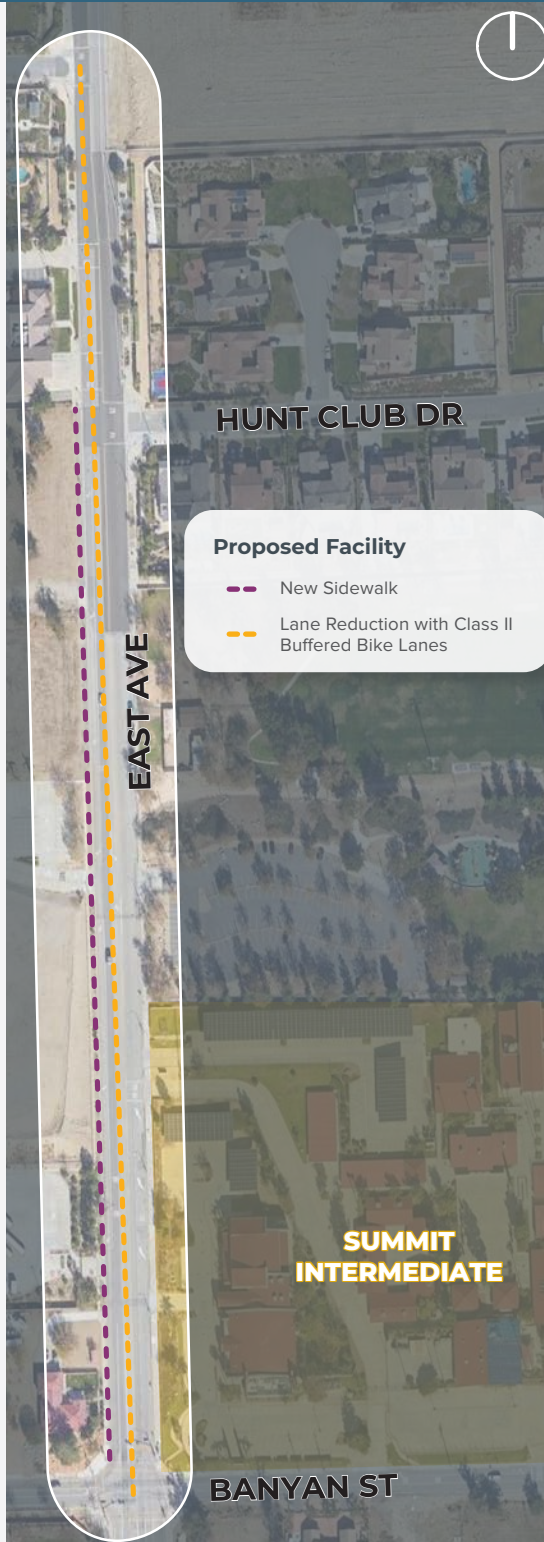 HUNT CLUB DR
Proposed Facility
New Sidewalk
Lane Reduction with Class II
Buffered Bike Lanes
EAST AVE
SUMMIT
INTERMEDIATE
BANYAN ST